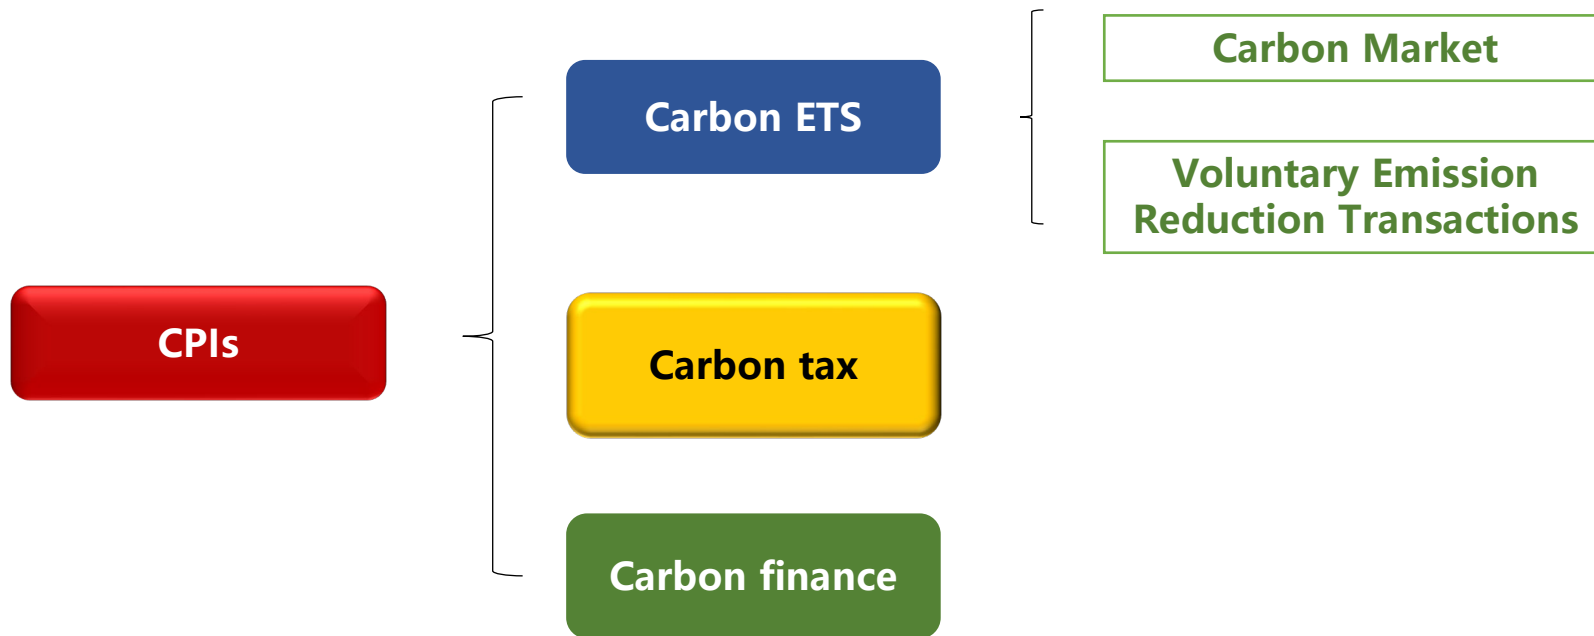 CPIs
Carbon ETS
Carbon tax
Carbon finance
Carbon Market
Voluntary Emission
Reduction Transactions